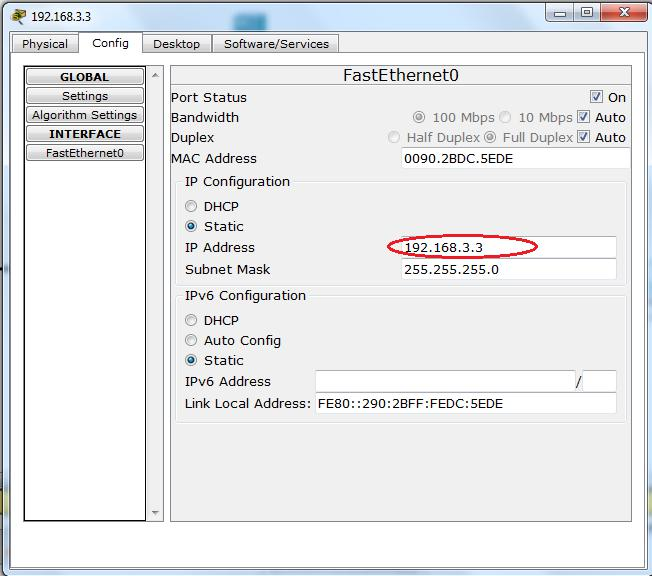 192.168.3.3
Physical Config Desktop Software/Services
GLOBAL
Settings
Algorithm Settings
INTERFACE
FastEthernet0
FastEthernet0
Port Status On
Bandwidth 100 Mbps 10 Mbps Auto
Duplex Half Duplex Full Duplex Auto
MAC Address 0090.2BDC.5EDE
IP Configuration
DHCP
Static
IP Address 192.168.3.3
Subnet Mask 255.255.255.0
IPv6 Configuration
DHCP
Auto Config
Static
IPv6 Address /
Link Local Address: FE80::290:2BFF:FEDC:5EDE